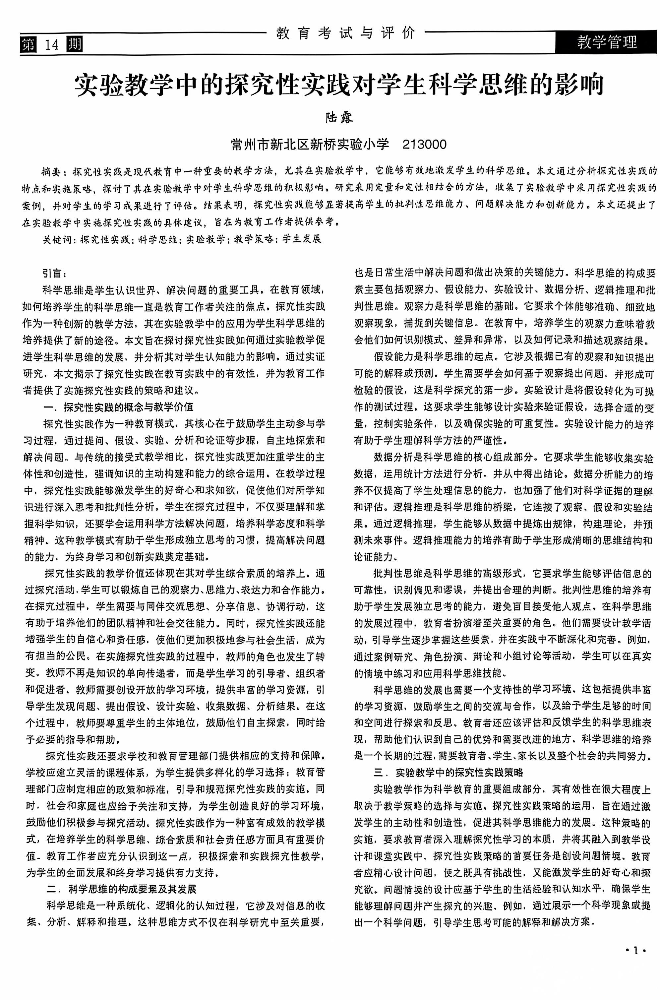 教育考试与评价
第 14 期
教学管理
实验教学中的探究性实践对学生科学思维的影响
陆露
常州市新北区新桥实验小学 213000
摘要：探究性实践是现代教育中一种重要的教学方法，尤其在实验教学中，它能够有效地激发学生的科学思维。本文通过分析探究性实践的
特点和实施策略，探讨了其在实验教学中对学生科学思维的积极影响。研究采用定量和定性相结合的方法，收集了实验教学中采用探究性实践的
案例，并对学生的学习成果进行了评估。结果表明，探究性实践能够显著提高学生的批判性思维能力、问题解决能力和创新能力。本文还提出了
在实验教学中实施探究性实践的具体建议，旨在为教育工作者提供参考。
关键词：探究性实践；科学思维；实验教学；教学策略；学生发展
引言：
科学思维是学生认识世界、解决问题的重要工具。在教育领域，
如何培养学生的科学思维一直是教育工作者关注的焦点。探究性实践
作为一种创新的教学方法，其在实验教学中的应用为学生科学思维的
培养提供了新的途径。本文旨在探讨探究性实践如何通过实验教学促
进学生科学思维的发展，并分析其对学生认知能力的影响。通过实证
研究，本文揭示了探究性实践在教育实践中的有效性，并为教育工作
者提供了实施探究性实践的策略和建议。
一．探究性实践的概念与教学价值
探究性实践作为一种教育模式，其核心在于鼓励学生主动参与学
习过程，通过提问、假设、实验、分析和论证等步骤，自主地探索和
解决问题。与传统的接受式教学相比，探究性实践更加注重学生的主
体性和创造性，强调知识的主动构建和能力的综合运用。在教学过程
中，探究性实践能够激发学生的好奇心和求知欲，促使他们对所学知
识进行深入思考和批判性分析。学生在探究过程中，不仅要理解和掌
握科学知识，还要学会运用科学方法解决问题，培养科学态度和科学
精神。这种教学模式有助于学生形成独立思考的习惯，提高解决问题
的能力，为终身学习和创新实践奠定基础。
探究性实践的教学价值还体现在其对学生综合素质的培养上。通
过探究活动，学生可以锻炼自己的观察力、思维力、表达力和合作能力。
在探究过程中，学生需要与同伴交流思想、分享信息、协调行动，这
有助于培养他们的团队精神和社会交往能力。同时，探究性实践还能
增强学生的自信心和责任感，使他们更加积极地参与社会生活，成为
有担当的公民。在实施探究性实践的过程中，教师的角色也发生了转
变。教师不再是知识的单向传递者，而是学生学习的引导者、组织者
和促进者。教师需要创设开放的学习环境，提供丰富的学习资源，引
导学生发现问题、提出假设、设计实验、收集数据、分析结果。在这
个过程中，教师要尊重学生的主体地位，鼓励他们自主探索，同时给
予必要的指导和帮助。
探究性实践还要求学校和教育管理部门提供相应的支持和保障。
学校应建立灵活的课程体系，为学生提供多样化的学习选择；教育管
理部门应制定相应的政策和标准，引导和规范探究性实践的实施。同
时，社会和家庭也应给予关注和支持，为学生创造良好的学习环境，
鼓励他们积极参与探究活动。探究性实践作为一种富有成效的教学模
式，在培养学生的科学思维、综合素质和社会责任感方面具有重要价
值。教育工作者应充分认识到这一点，积极探索和实践探究性教学，
为学生的全面发展和终身学习提供有力支持。
二．科学思维的构成要素及其发展
科学思维是一种系统化、逻辑化的认知过程，它涉及对信息的收
集、分析、解释和推理。这种思维方式不仅在科学研究中至关重要，
也是日常生活中解决问题和做出决策的关键能力。科学思维的构成要
素主要包括观察力、假设能力、实验设计、数据分析、逻辑推理和批
判性思维。观察力是科学思维的基础。它要求个体能够准确、细致地
观察现象，捕捉到关键信息。在教育中，培养学生的观察力意味着教
会他们如何识别模式、差异和异常，以及如何记录和描述观察结果。
假设能力是科学思维的起点。它涉及根据已有的观察和知识提出
可能的解释或预测。学生需要学会如何基于观察提出问题，并形成可
检验的假设，这是科学探究的第一步。实验设计是将假设转化为可操
作的测试过程。这要求学生能够设计实验来验证假设，选择合适的变
量，控制实验条件，以及确保实验的可重复性。实验设计能力的培养
有助于学生理解科学方法的严谨性。
数据分析是科学思维的核心组成部分。它要求学生能够收集实验
数据，运用统计方法进行分析，并从中得出结论。数据分析能力的培
养不仅提高了学生处理信息的能力，也加强了他们对科学证据的理解
和评估。逻辑推理是科学思维的桥梁，它连接了观察、假设和实验结
果。通过逻辑推理，学生能够从数据中提炼出规律，构建理论，并预
测未来事件。逻辑推理能力的培养有助于学生形成清晰的思维结构和
论证能力。
批判性思维是科学思维的高级形式，它要求学生能够评估信息的
可靠性，识别偏见和谬误，并提出合理的判断。批判性思维的培养有
助于学生发展独立思考的能力，避免盲目接受他人观点。在科学思维
的发展过程中，教育者扮演着至关重要的角色。他们需要设计教学活
动，引导学生逐步掌握这些要素，并在实践中不断深化和完善。例如，
通过案例研究、角色扮演、辩论和小组讨论等活动，学生可以在真实
的情境中练习和应用科学思维技能。
科学思维的发展也需要一个支持性的学习环境。这包括提供丰富
的学习资源，鼓励学生之间的交流与合作，以及给予学生足够的时间
和空间进行探索和反思。教育者还应该评估和反馈学生的科学思维表
现，帮助他们认识到自己的优势和需要改进的地方。科学思维的培养
是一个长期的过程，需要教育者、学生、家长以及整个社会的共同努力。
三．实验教学中的探究性实践策略
实验教学作为科学教育的重要组成部分，其有效性在很大程度上
取决于教学策略的选择与实施。探究性实践策略的运用，旨在通过激
发学生的主动性和创造性，促进其科学思维能力的发展。这种策略的
实施，要求教育者深入理解探究性学习的本质，并将其融入到教学设
计和课堂实践中。探究性实践策略的首要任务是创设问题情境。教育
者应精心设计问题，使之既具有挑战性，又能激发学生的好奇心和探
究欲。问题情境的设计应基于学生的生活经验和认知水平，确保学生
能够理解问题并产生探究的兴趣。例如，通过展示一个科学现象或提
出一个科学问题，引导学生思考可能的解释和解决方案。
·1·